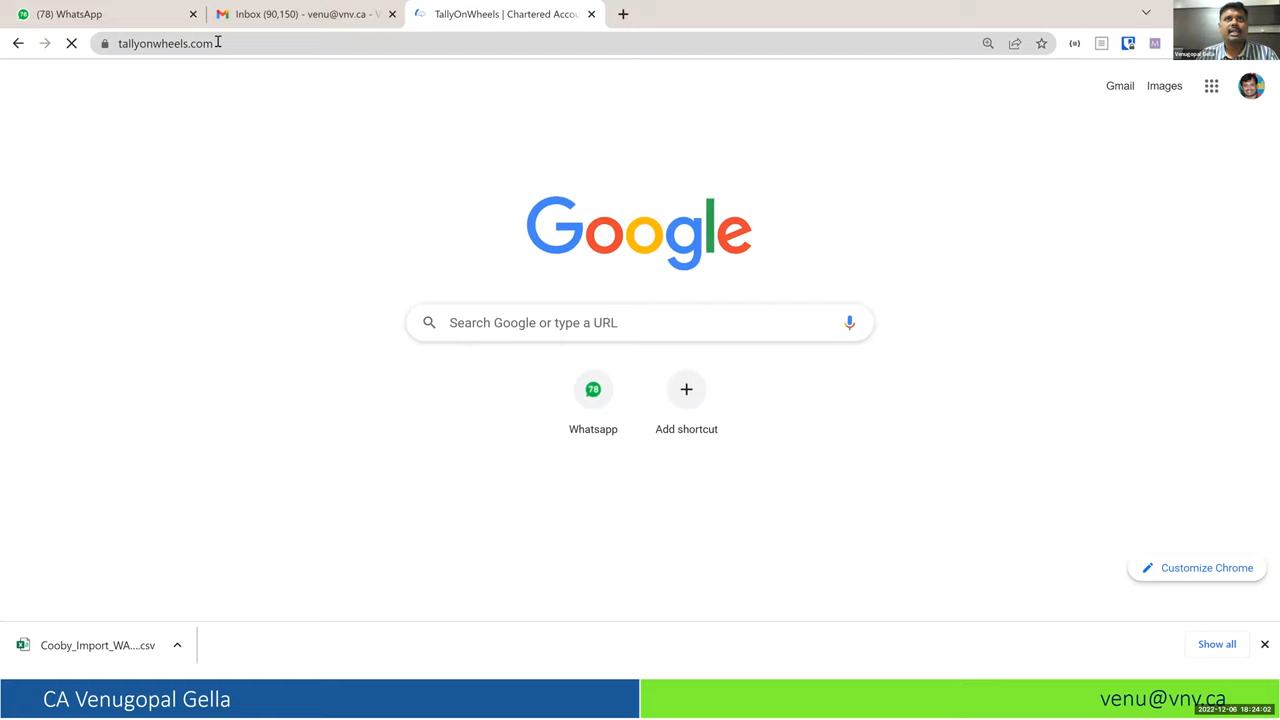 (78) WhatsApp
Inbox (90,150) - venu@vnv.ca - V
TallyOnWheels | Chartered Accou
tallyonwheels.com
Venugopal Gella
Gmail
Images
Google
Search Google or type a URL
78
Whatsapp
Add shortcut
Customize Chrome
Cooby_Import_WA....csv
Show all
CA Venugopal Gella
venu@vnv.ca
2022-12-06 18:24:02